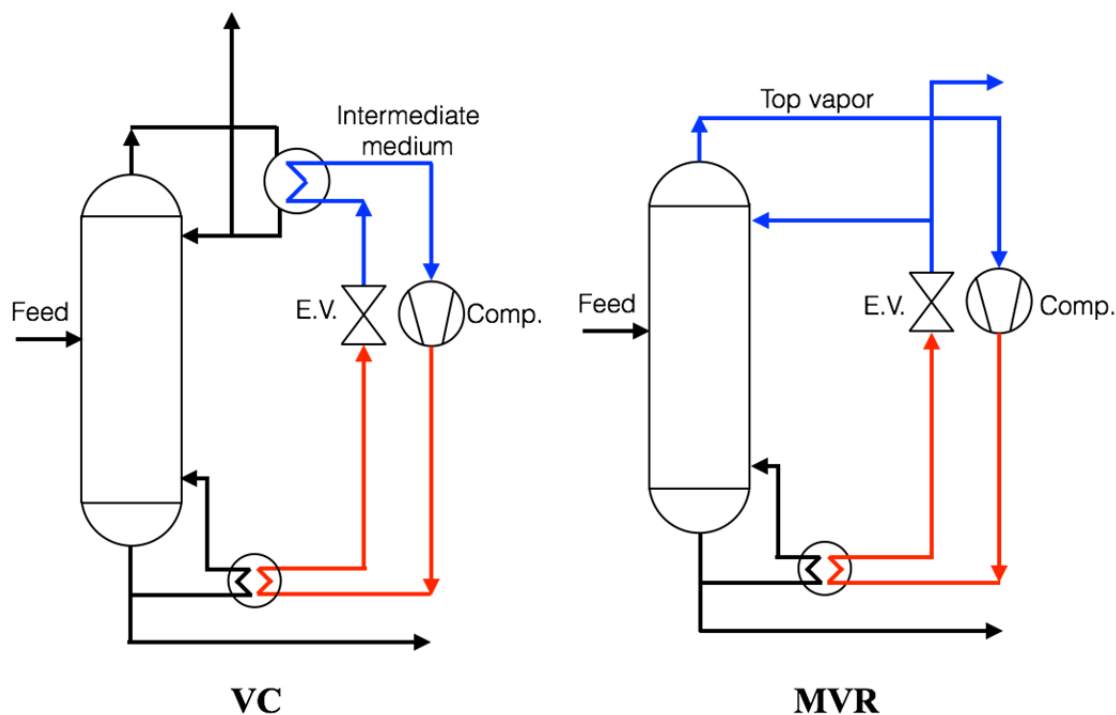 Intermediate
medium
Feed
E.V.
Comp.
VC
Top vapor
Feed
E.V.
Comp.
MVR